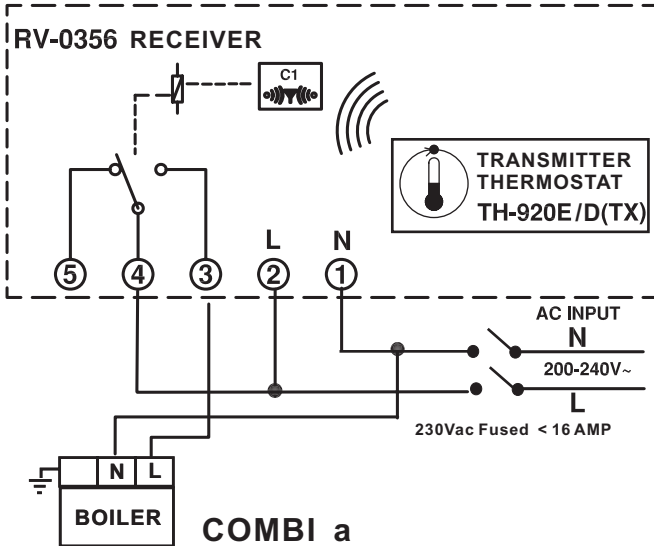 RV-0356 RECEIVER
C1
TRANSMITTER
THERMOSTAT
TH-920E/D(TX)
L N
5 4 3 2 1
AC INPUT
N
200-240V~
L
230Vac Fused < 16 AMP
N L
BOILER
COMBI a